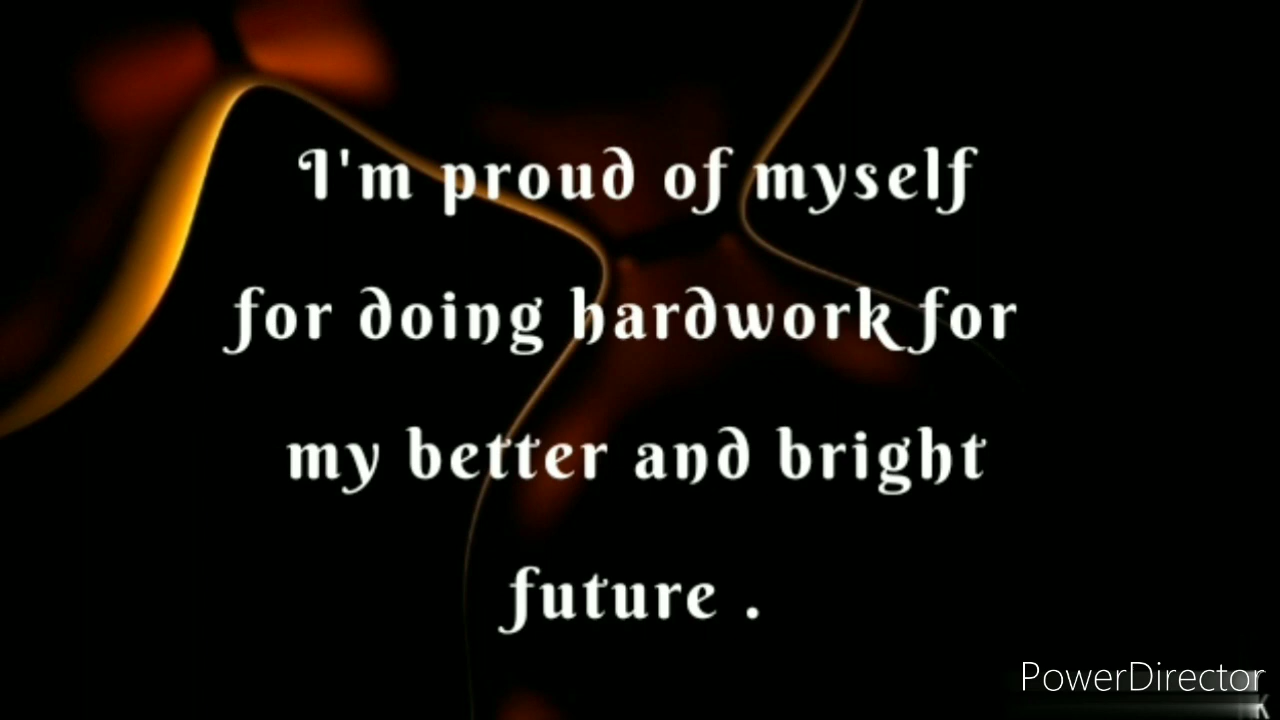 I'm proud of myself
for doing hardwork for
my better and bright
future .
PowerDirector